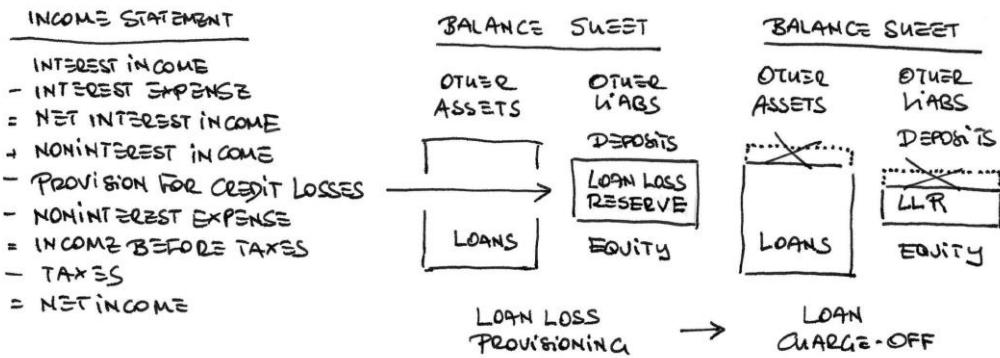 INCOME STATEMENT
INTEREST INCOME
- INTEREST EXPENSE
= NET INTEREST INCOME
+ NONINTEREST INCOME
- PROVISION FOR CREDIT LOSSES
- NONINTEREST EXPENSE
= INCOME BEFORE TAXES
- TAXES
= NET INCOME
BALANCE SHEET
OTHER
ASSETS
LOANS
OTHER
LIABS
DEPOSITS
LOAN LOSS
RESERVE
EQUITY
BALANCE SHEET
OTHER
ASSETS
LOANS
OTHER
LIABS
DEPOSITS
LLR
EQUITY
LOAN LOSS
PROVISIONING
→
LOAN
CHARGE-OFF